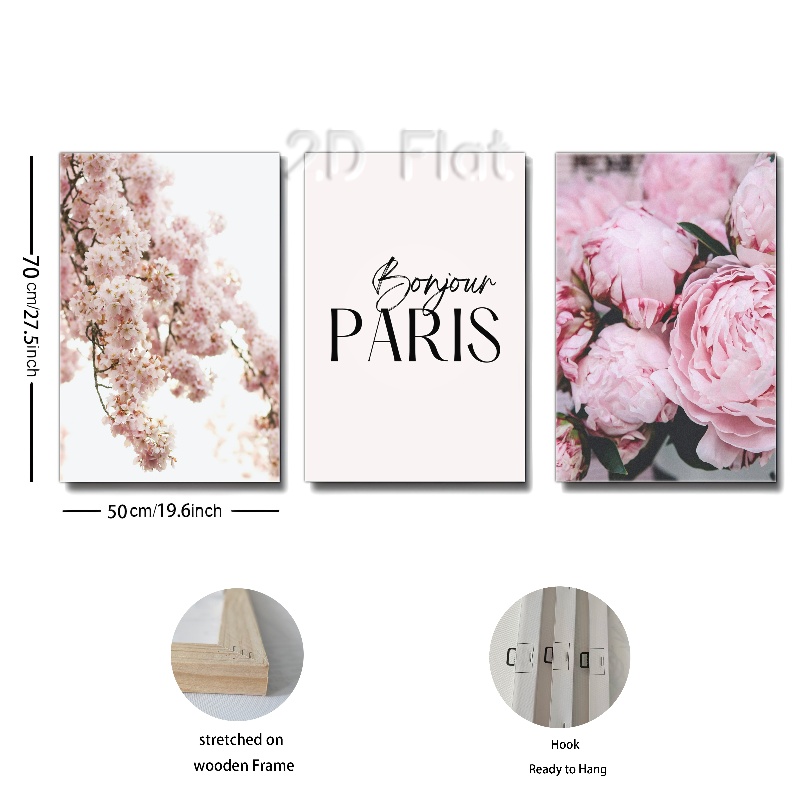 2D Flat
Bonjour
PARIS
70 cm/27.5inch
50 cm/19.6inch
stretched on
wooden Frame
Hook
Ready to Hang